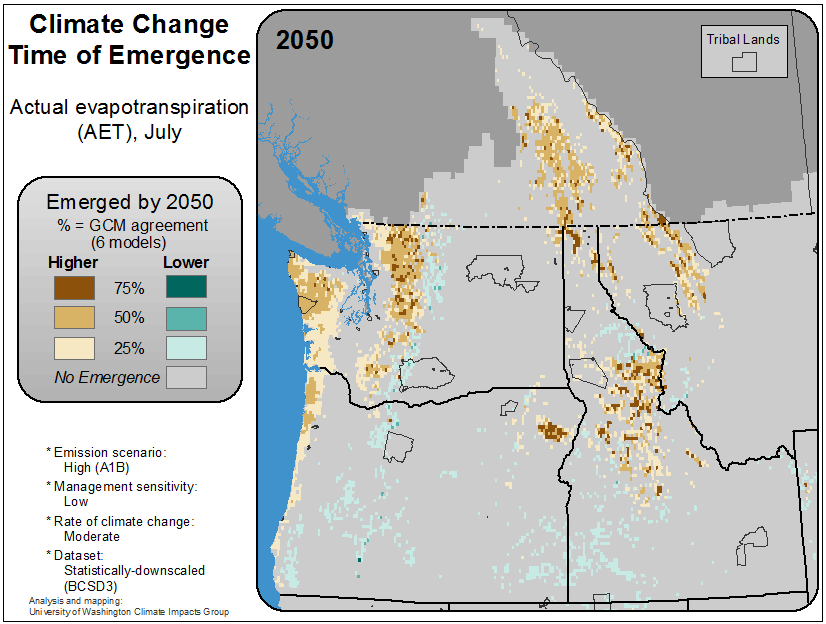 Climate Change
Time of Emergence
Actual evapotranspiration
(AET), July
Emerged by 2050
% = GCM agreement
(6 models)
Higher Lower
75%
50%
25%
No Emergence
* Emission scenario:
High (A1B)
* Management sensitivity:
Low
* Rate of climate change:
Moderate
* Dataset:
Statistically-downscaled
(BCSD3)
Analysis and mapping:
University of Washington Climate Impacts Group
2050
Tribal Lands